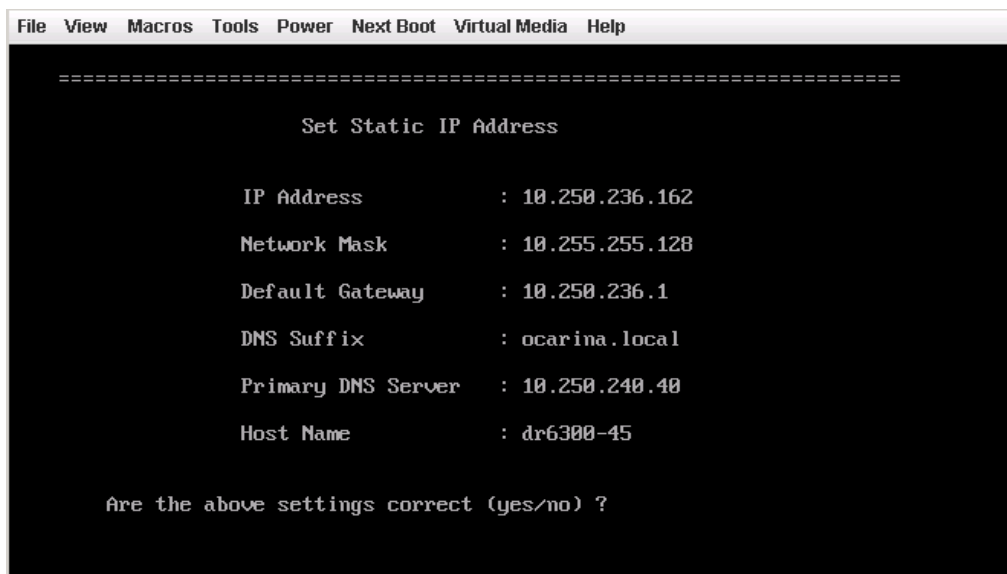 File View Macros Tools Power Next Boot Virtual Media Help
=====================================================================
Set Static IP Address
IP Address : 10.250.236.162
Network Mask : 10.255.255.128
Default Gateway : 10.250.236.1
DNS Suffix : ocarina.local
Primary DNS Server : 10.250.240.40
Host Name : dr6300-45
Are the above settings correct (yes/no) ?